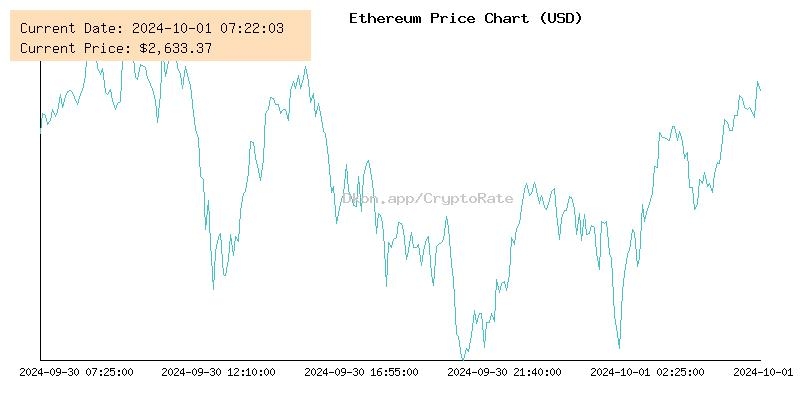 Ethereum Price Chart (USD)
Current Date: 2024-10-01 07:22:03
Current Price: $2,633.37
Dkon.app/CryptoRate
2024-09-30 07:25:00 2024-09-30 12:10:00 2024-09-30 16:55:00 2024-09-30 21:40:00 2024-10-01 02:25:00 2024-10-01